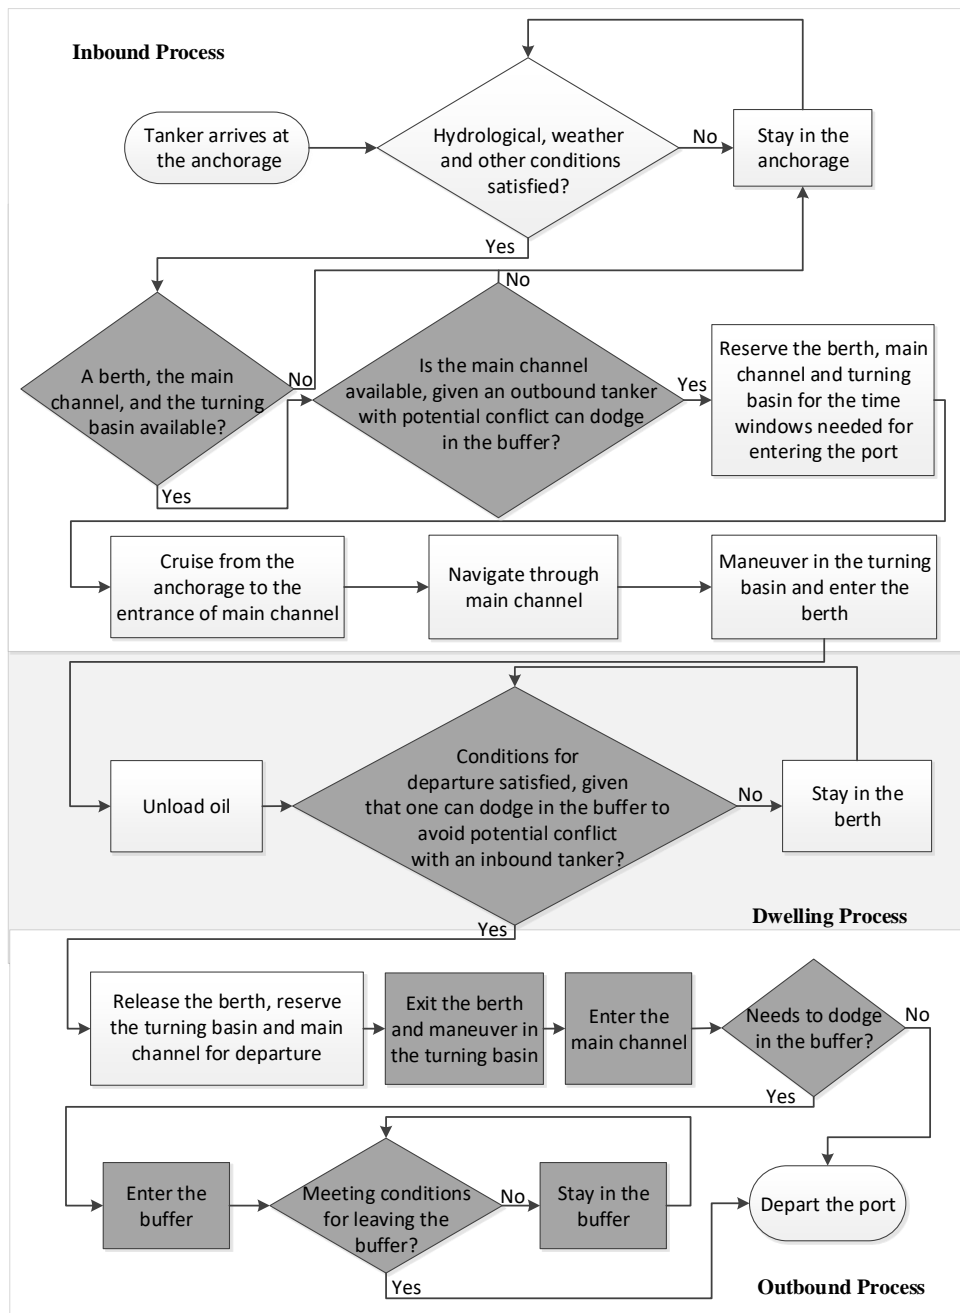 Inbound Process
Tanker arrives at
the anchorage
Hydrological, weather
and other conditions
satisfied?
No
Stay in the
anchorage
Yes
A berth, the main
channel, and the turning
basin available?
No
Yes
No
Is the main channel
available, given an outbound tanker
with potential conflict can dodge
in the buffer?
Yes
Reserve the berth, main
channel and turning
basin for the time
windows needed for
entering the port
Cruise from the
anchorage to the
entrance of main channel
Navigate through
main channel
Maneuver in the turning
basin and enter the
berth
Unload oil
Conditions for
departure satisfied, given
that one can dodge in the buffer to
avoid potential conflict
with an inbound tanker?
No
Stay in the
berth
Dwelling Process
Yes
Release the berth, reserve
the turning basin and main
channel for departure
Exit the berth
and maneuver in
the turning basin
Enter the
main channel
Needs to dodge
in the buffer?
No
Yes
Enter the
buffer
Meeting conditions
for leaving the
buffer?
No
Stay in the
buffer
Yes
Depart the port
Outbound Process